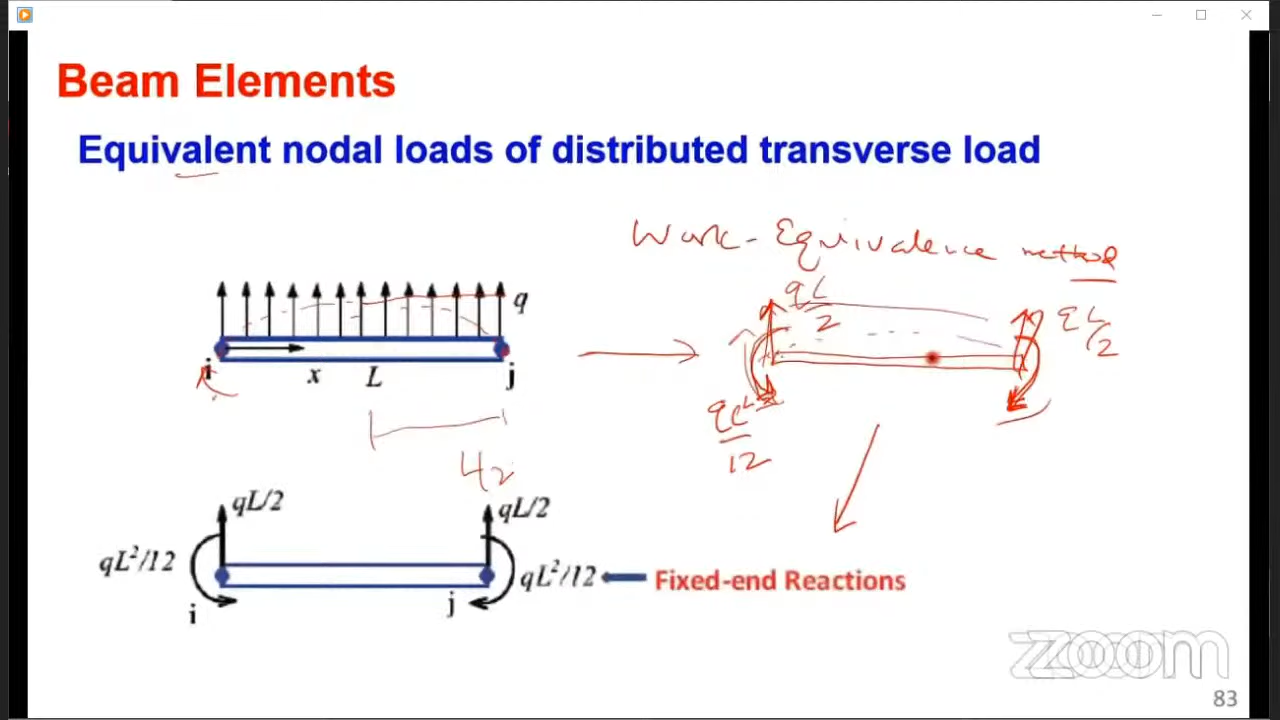 Beam Elements
Equivalent nodal loads of distributed transverse load
Work-Equivalence method
q
qL
2
qL/2
i
x
L
j
qL²
12
L/2
qL/2
qL/2
qL²/12
qL²/12
Fixed-end Reactions
i
j
zoom
83